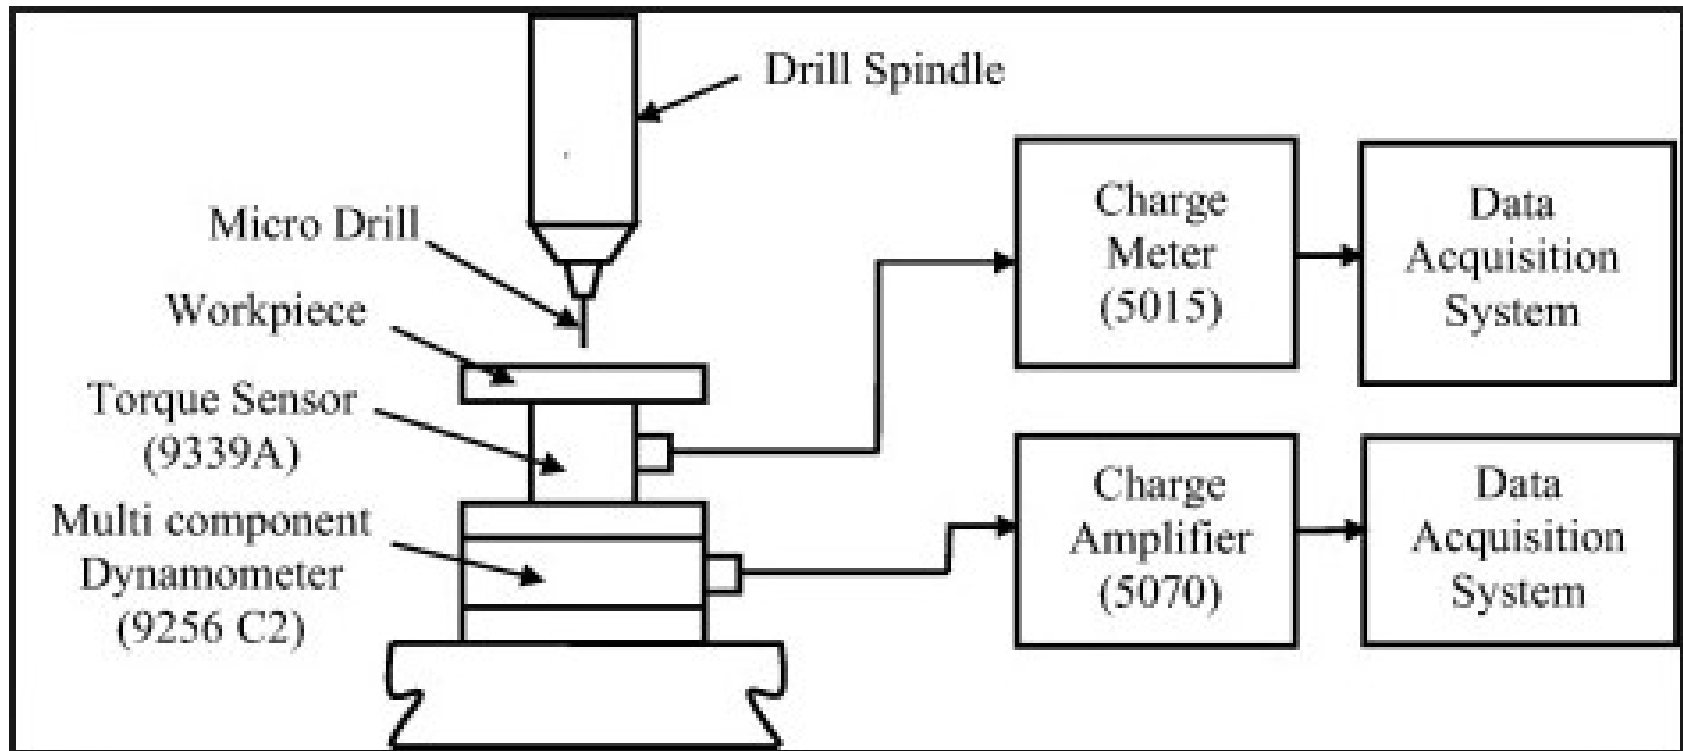 Drill Spindle
Micro Drill
Workpiece
Torque Sensor
(9339A)
Multi component
Dynamometer
(9256 C2)
Charge
Meter
(5015)
Data
Acquisition
System
Charge
Amplifier
(5070)
Data
Acquisition
System